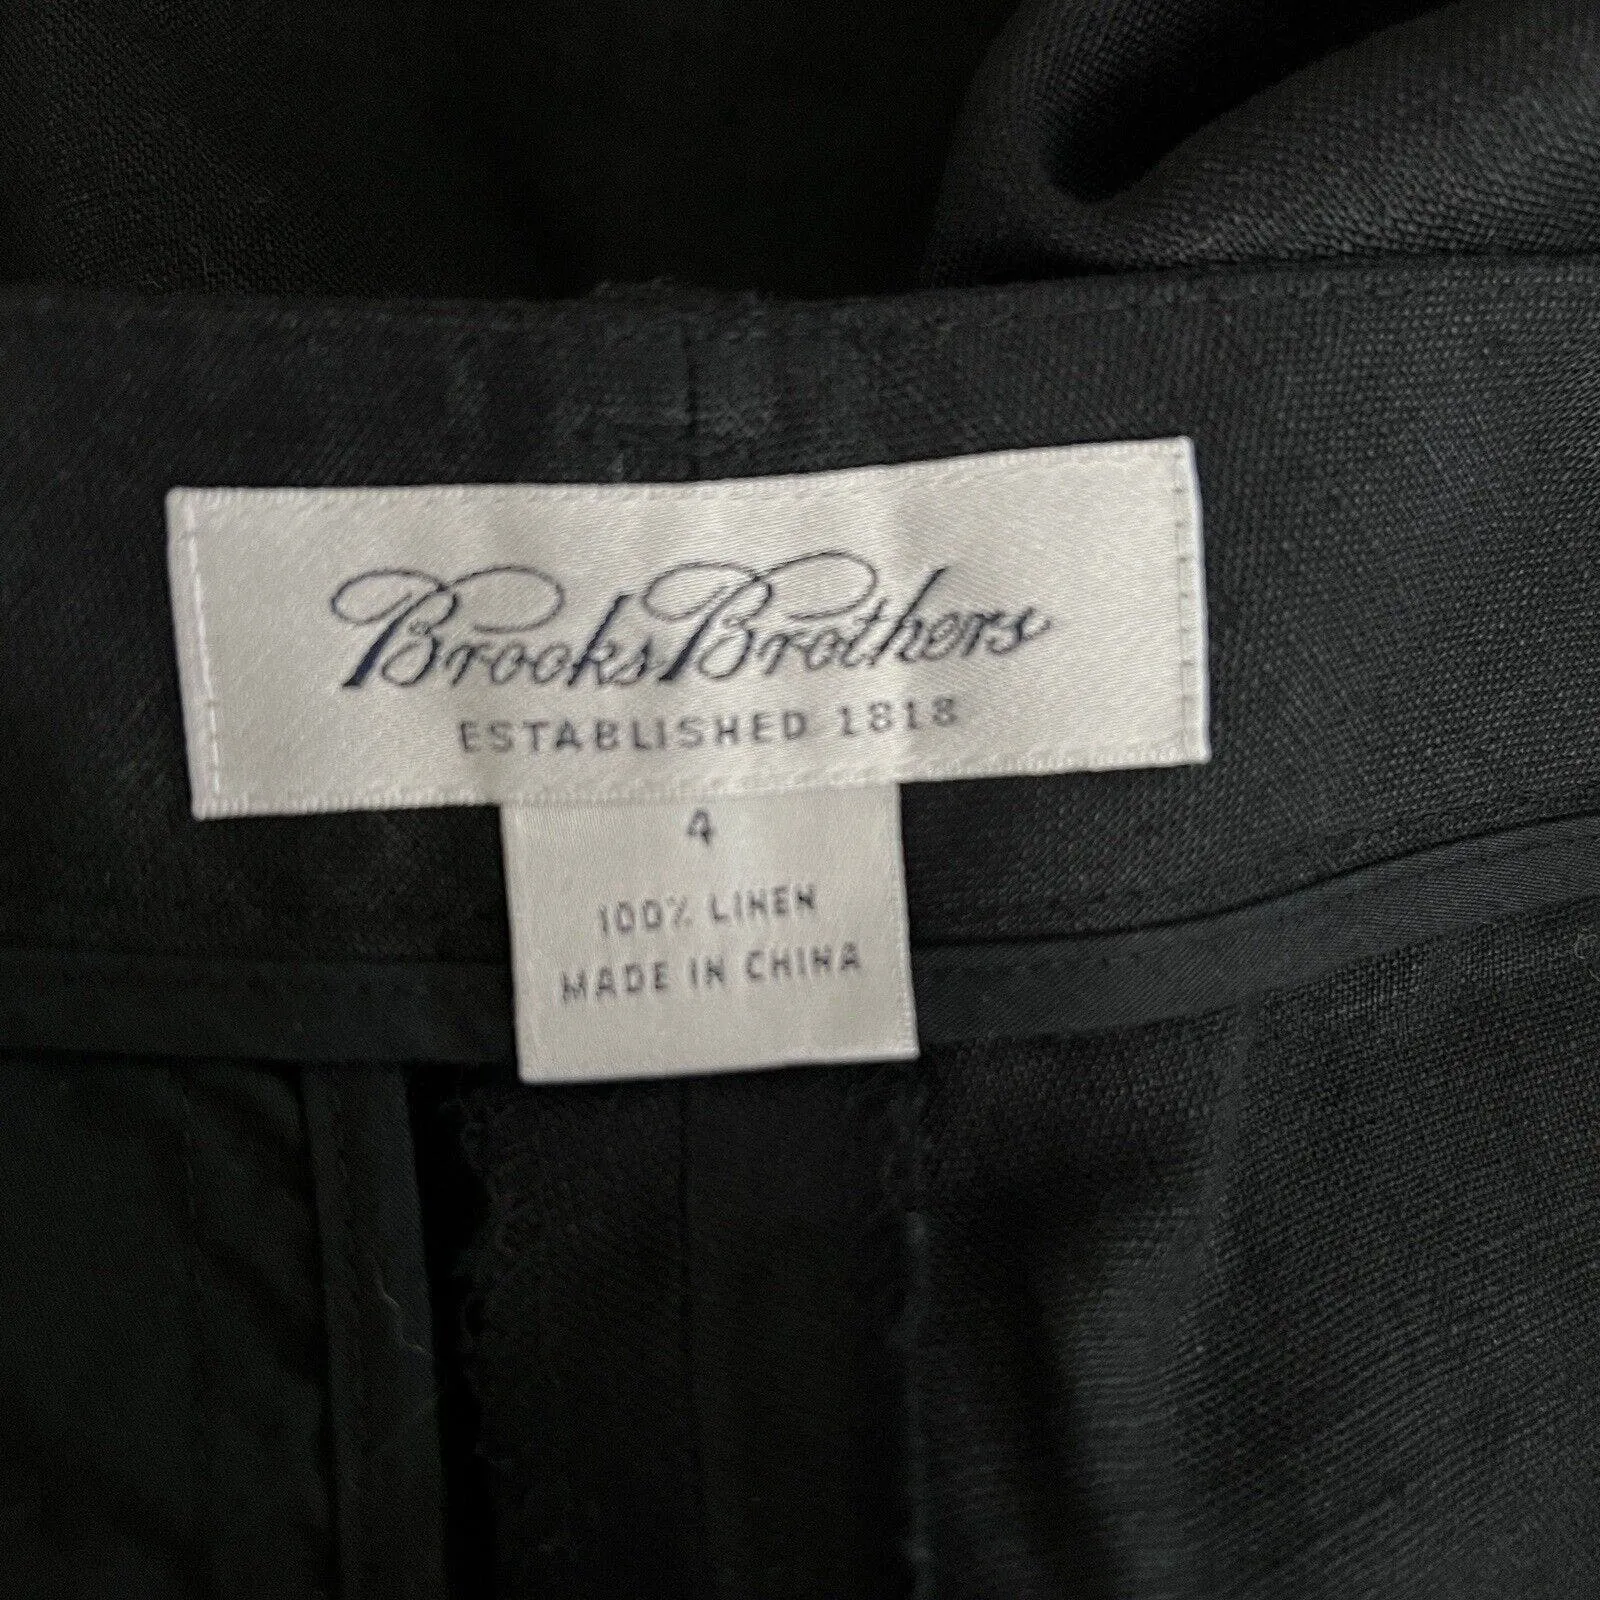 Brooks Brothers
ESTABLISHED 1818
4
100% LINEN
MADE IN CHINA